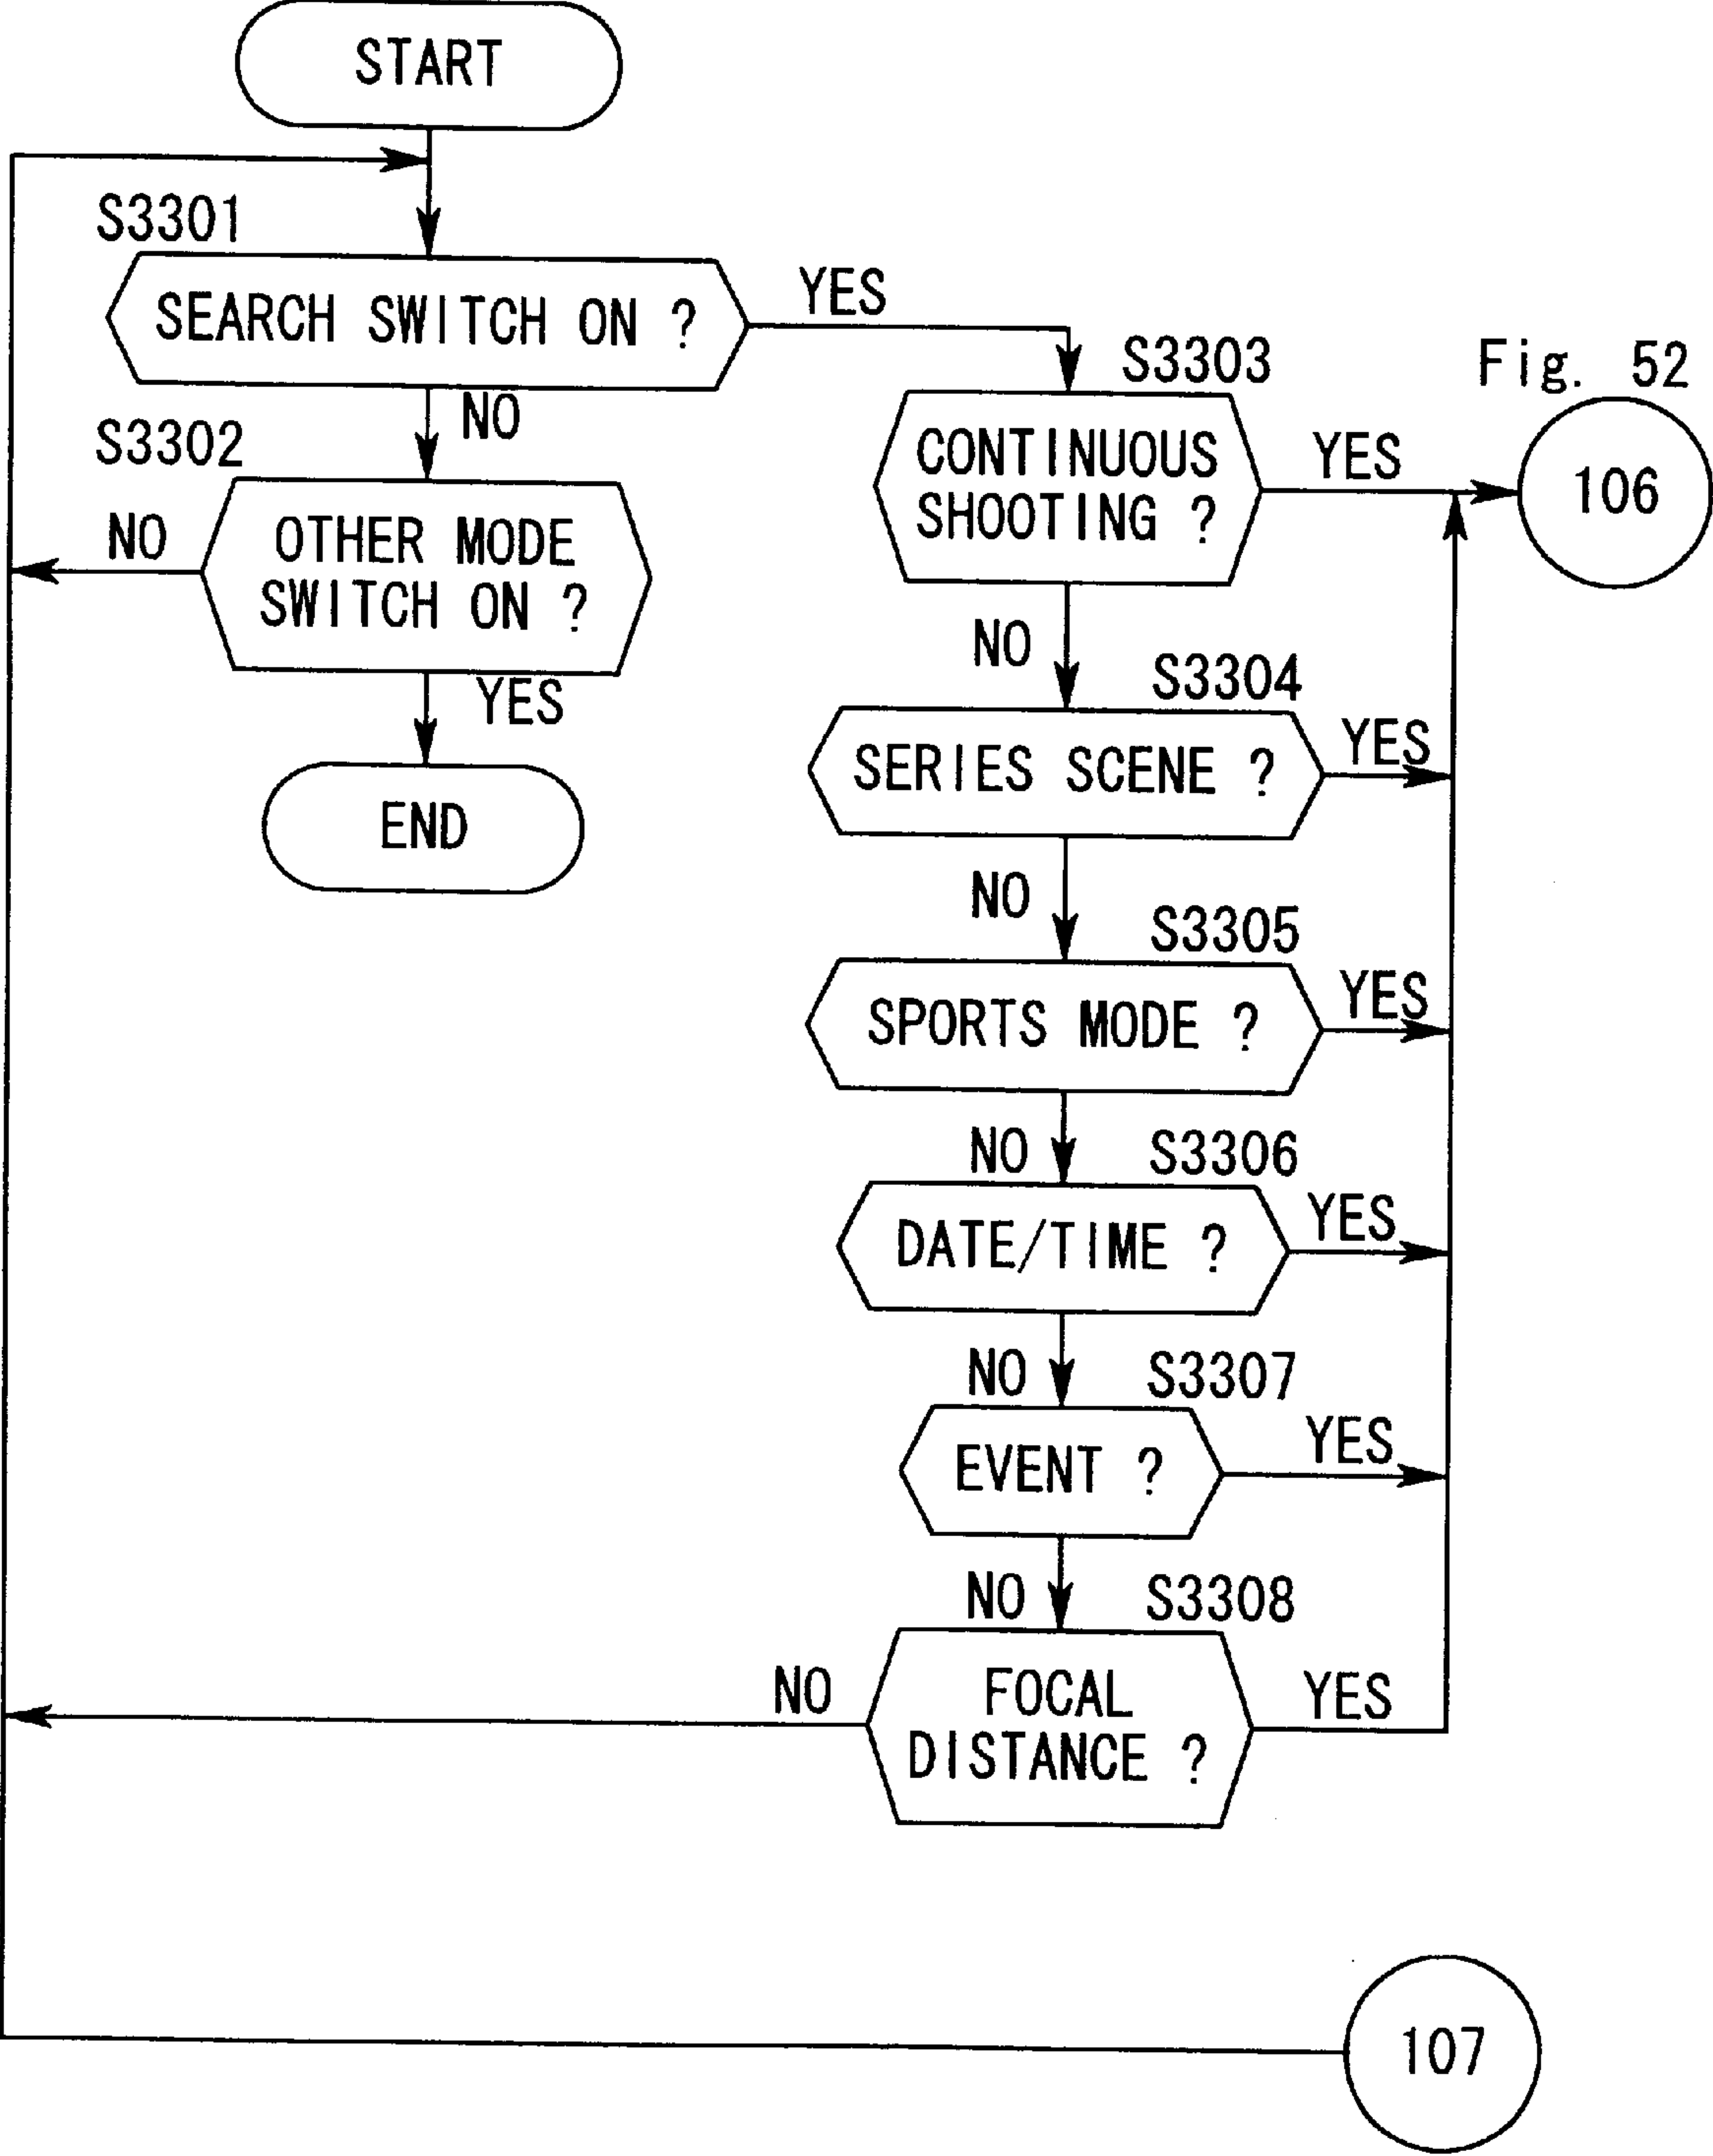 START
S3301
SEARCH SWITCH ON ?
YES
NO
S3302
OTHER MODE
SWITCH ON ?
NO
YES
END
S3303
CONTINUOUS
SHOOTING ?
YES
Fig. 52
106
NO
S3304
SERIES SCENE ?
YES
NO
S3305
SPORTS MODE ?
YES
NO
S3306
DATE/TIME ?
YES
NO
S3307
EVENT ?
YES
NO
S3308
FOCAL
DISTANCE ?
NO
YES
107